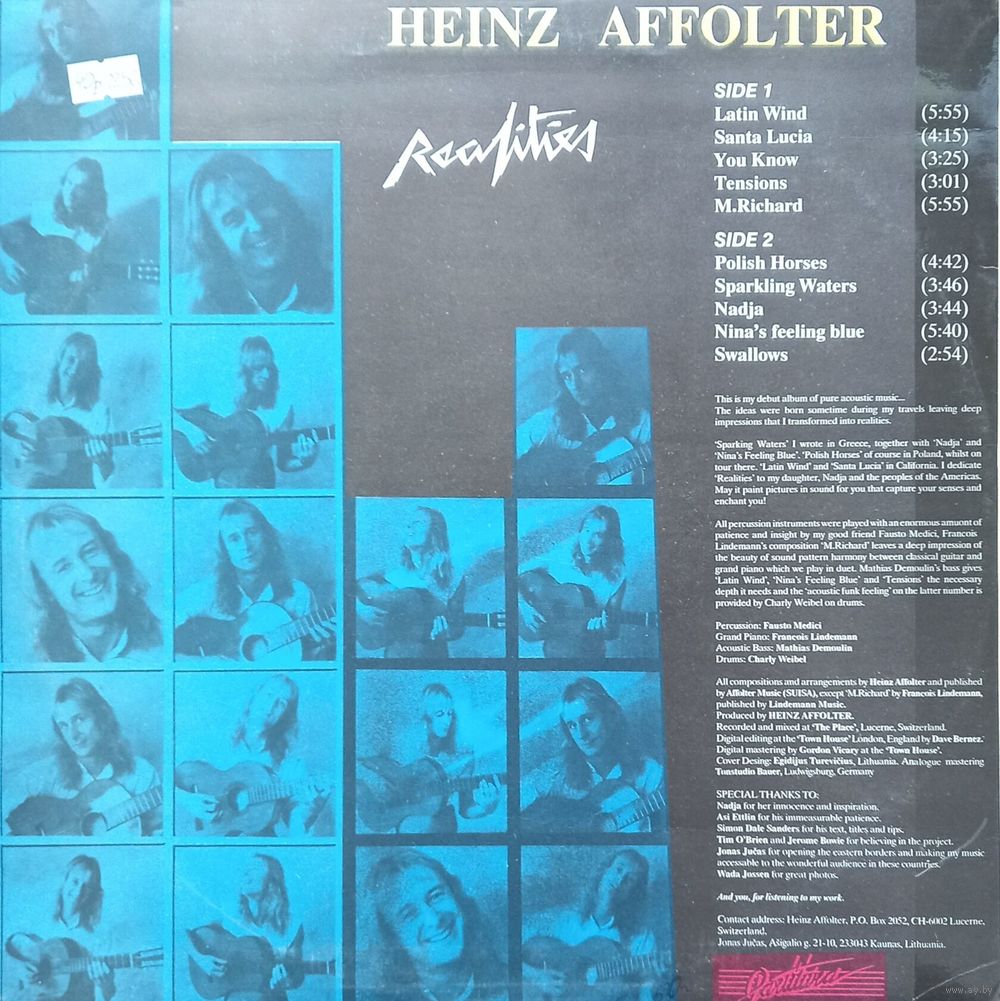 HEINZ AFFOLTER
Realities
SIDE 1
Latin Wind (5:55)
Santa Lucia (4:15)
You Know (3:25)
Tensions (3:01)
M.Richard (5:55)
SIDE 2
Polish Horses (4:42)
Sparkling Waters (3:46)
Nadja (3:44)
Nina's feeling blue (5:40)
Swallows (2:54)
This is my debut album of pure acoustic music...
The ideas were born sometime during my travels leaving deep
impressions that I transformed into realities.
'Sparking Waters' I wrote in Greece, together with 'Nadja' and
'Nina's Feeling Blue'. 'Polish Horses' of course in Poland, whilst on
tour there. 'Latin Wind' and 'Santa Lucia' in California. I dedicate
'Realities' to my daughter, Nadja and the peoples of the Americas.
May it paint pictures in sound for you that capture your senses and
enchant you!
All percussion instruments were played with an enormous amuont of
patience and insight by my good friend Fausto Medici, Francois
Lindemann's composition 'M.Richard' leaves a deep impression of
the beauty of sound pattern harmony between classical guitar and
grand piano which we play in duet. Mathias Demoulin's bass gives
'Latin Wind', 'Nina's Feeling Blue' and 'Tensions' the necessary
depth it needs and the 'acoustic funk feeling' on the latter number is
provided by Charly Weibel on drums.
Percussion: Fausto Medici
Grand Piano: Francois Lindemann
Acoustic Bass: Mathias Demoulin
Drums: Charly Weibel
All compositions and arrangements by Heinz Affolter and published
by Affolter Music (SUISA), except 'M.Richard' by Francois Lindemann,
published by Lindemann Music.
Produced by HEINZ AFFOLTER.
Recorded and mixed at 'The Place', Lucerne, Switzerland.
Digital editing at the 'Town House' London, England by Dave Bernez.
Digital mastering by Gordon Vicary at the 'Town House'.
Cover Desing: Egidijus Turevičius, Lithuania. Analogue mastering
Tonstudio Bauer, Ludwigsburg, Germany
SPECIAL THANKS TO:
Nadja for her innocence and inspiration.
Asi Ettlin for his immeasurable patience.
Simon Dale Sanders for his text, titles and tips.
Tim O'Brien and Jerome Bowie for believing in the project.
Jonas Jučas for opening the eastern borders and making my music
accessable to the wonderful audience in these countries.
Wada Jossen for great photos.
And you, for listening to my work.
Contact address: Heinz Affolter, P.O. Box 2052, CH-6002 Lucerne,
Switzerland.
Jonas Jučas, Ašigalio g. 21-10, 233043 Kaunas, Lithuania.
www.ay.by